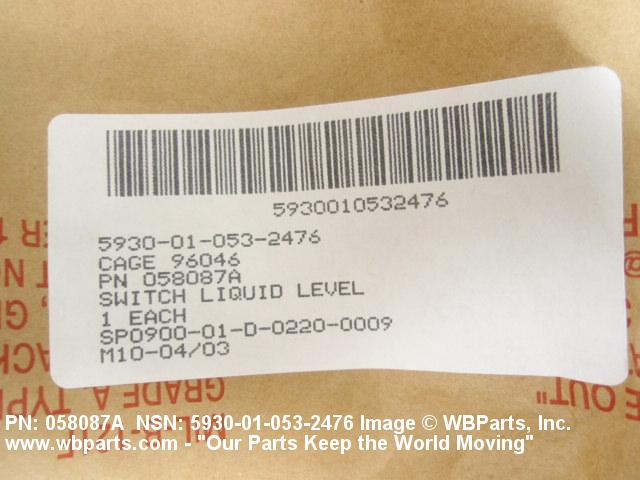 5930010532476
5930-01-053-2476
CAGE 96046
PN 058087A
SWITCH LIQUID LEVEL
1 EACH
SP0900-01-D-0220-0009
M10-04/03
GRADE A, TYPE
OUT"
PN: 058087A NSN: 5930-01-053-2476 Image © WBParts, Inc.
www.wbparts.com - "Our Parts Keep the World Moving"